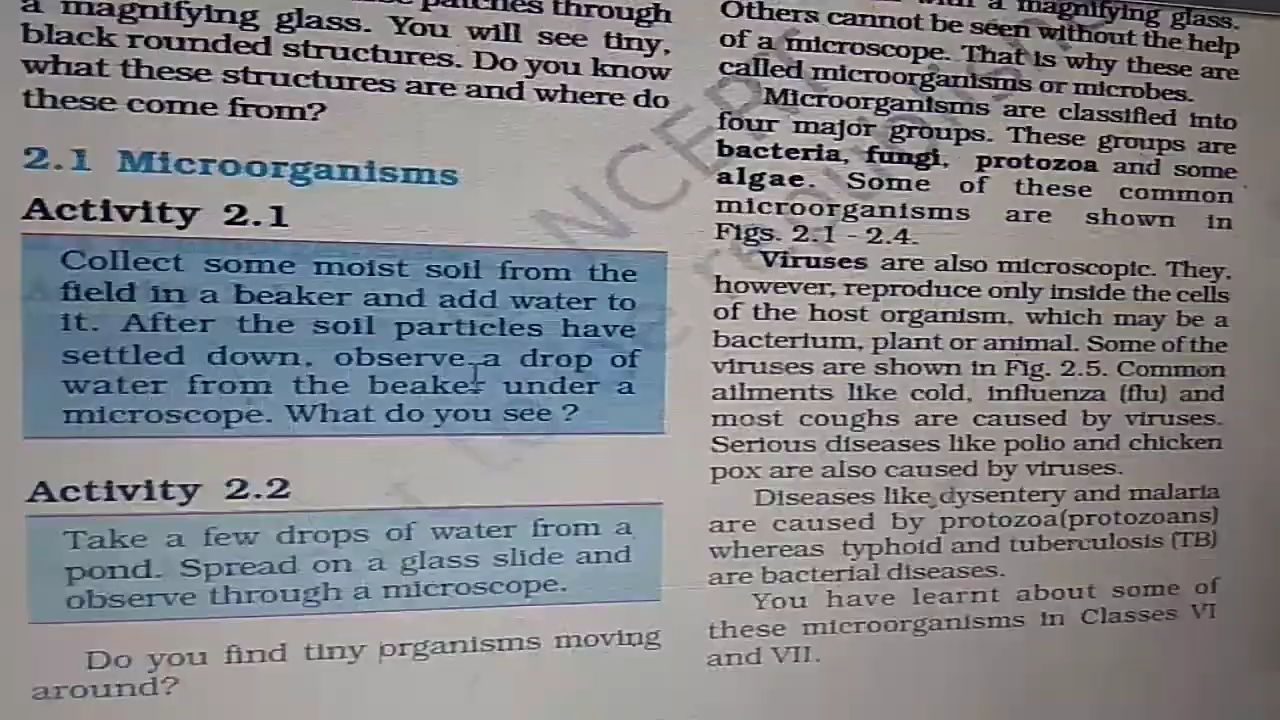 a magnifying glass. You will see tiny,
black rounded structures. Do you know
what these structures are and where do
these come from?
2.1 Microorganisms
Activity 2.1
Collect some moist soil from the
field in a beaker and add water to
it. After the soil particles have
settled down, observe a drop of
water from the beaker under a
microscope. What do you see ?
Activity 2.2
Take a few drops of water from a
pond. Spread on a glass slide and
observe through a microscope.
Do you find tiny organisms moving
around?
a magnifying glass.
Others cannot be seen without the help
of a microscope. That is why these are
called microorganisms or microbes.
Microorganisms are classified into
four major groups. These groups are
bacteria, fungi, protozoa and some
algae. Some of these common
microorganisms are shown in
Figs. 2.1 - 2.4.
Viruses are also microscopic. They,
however, reproduce only inside the cells
of the host organism, which may be a
bacterium, plant or animal. Some of the
viruses are shown in Fig. 2.5. Common
ailments like cold, influenza (flu) and
most coughs are caused by viruses.
Serious diseases like polio and chicken
pox are also caused by viruses.
Diseases like dysentery and malaria
are caused by protozoa(protozoans)
whereas typhoid and tuberculosis (TB)
are bacterial diseases.
You have learnt about some of
these microorganisms in Classes VI
and VII.